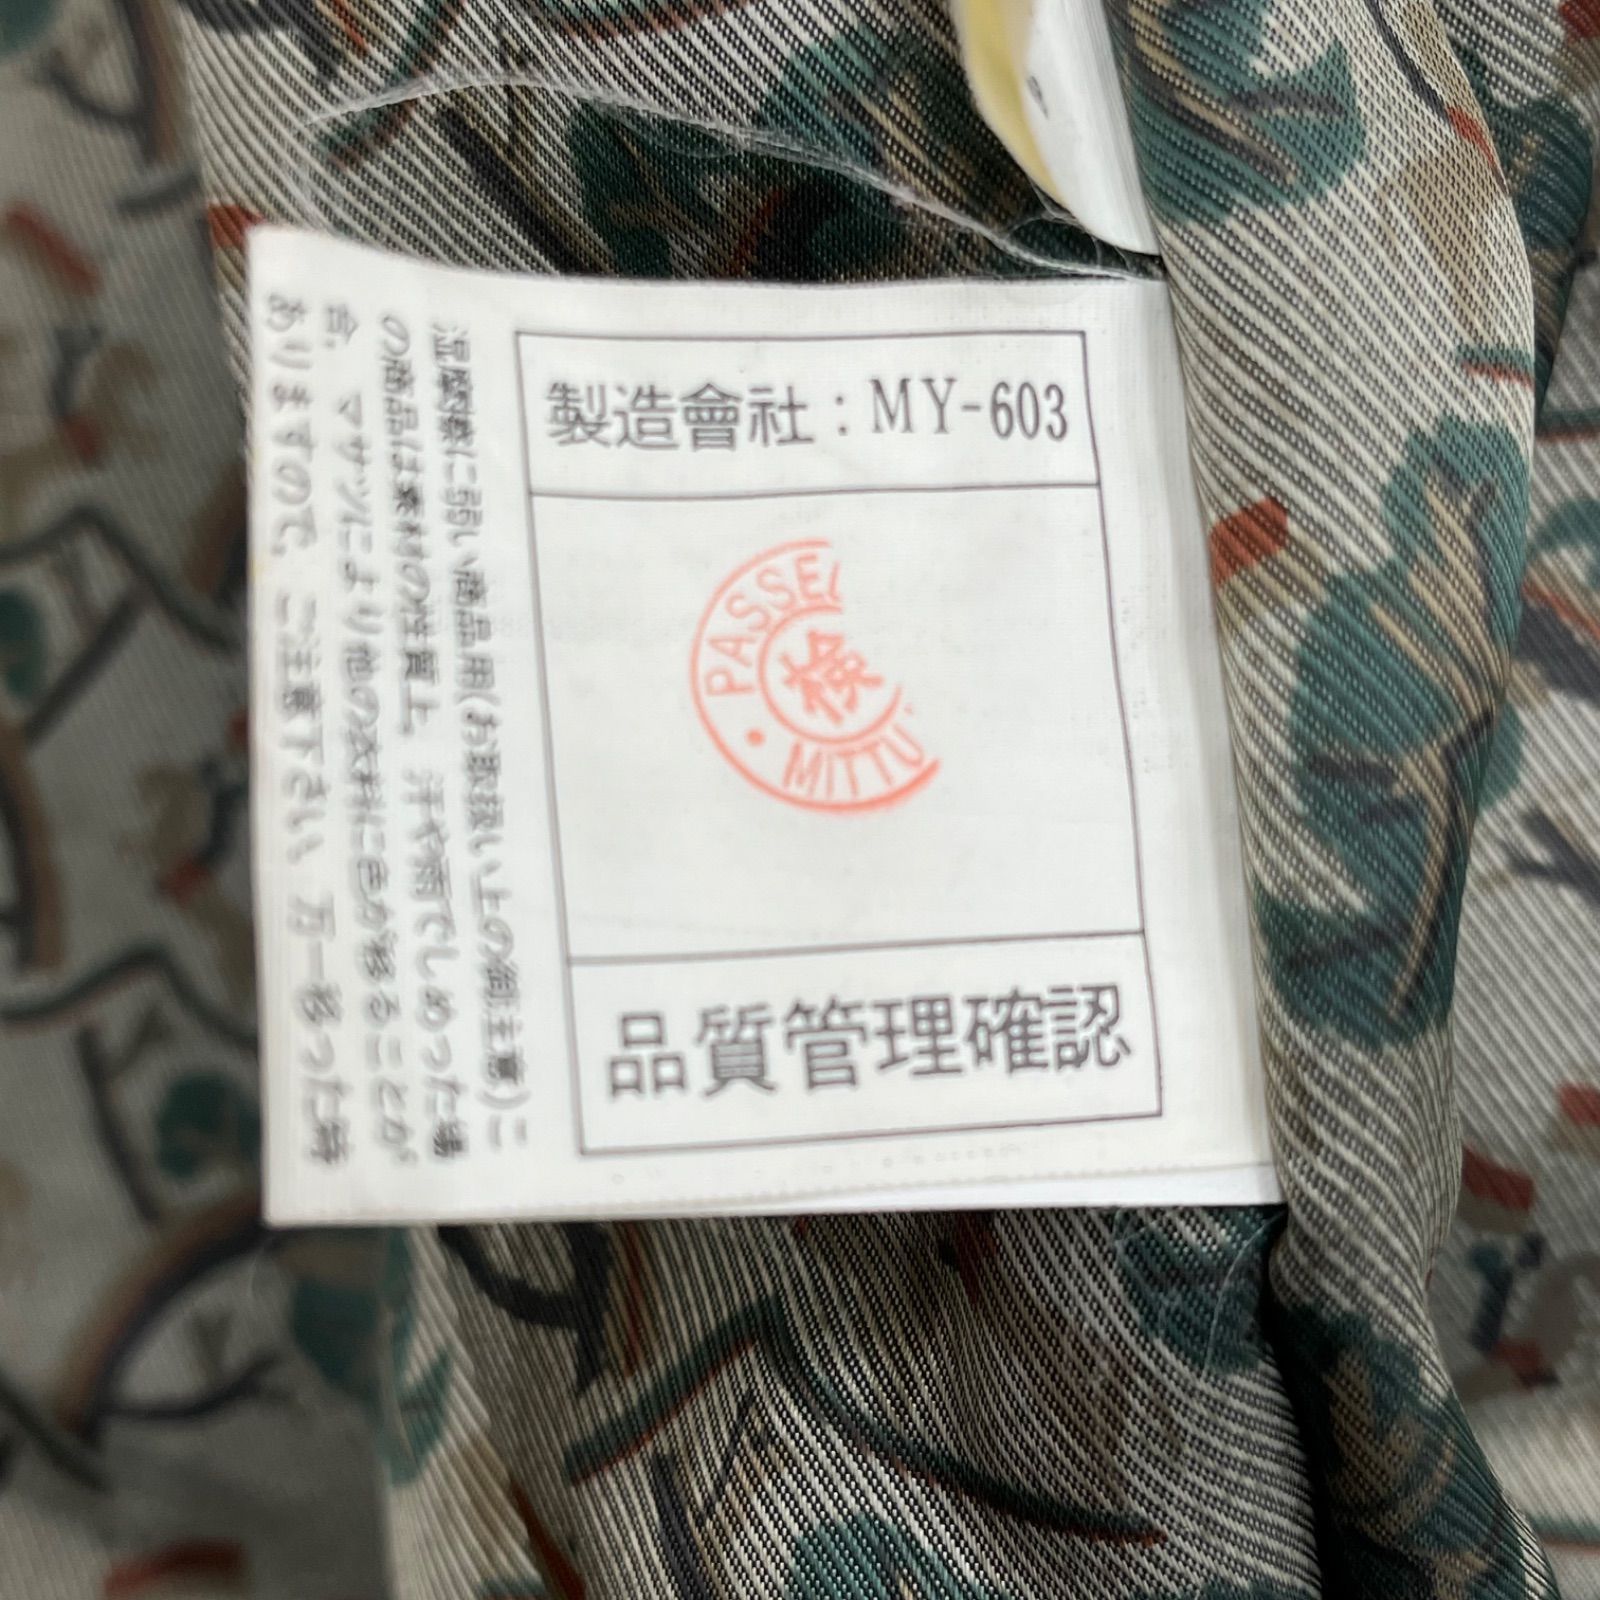 製造會社：MY-603
PASSE
検
MITTU
品質管理確認
湿摩擦に弱い商品用(お取扱い上の御注意)こ
の商品は素材の性質上、汗や雨でしめった場
合、マサツにより他の衣料に色が移ることが
ありますので、ご注意下さい、万一移った時